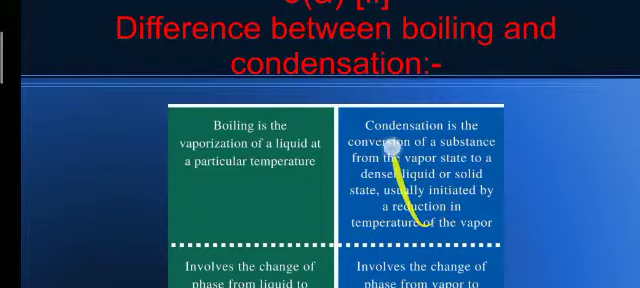 Difference between boiling and
condensation:-
Boiling is the
vaporization of a liquid at
a particular temperature
Condensation is the
conversion of a substance
from the vapor state to a
denser liquid or solid
state, usually initiated by
a reduction in
temperature of the vapor
Involves the change of
phase from liquid to
Involves the change of
phase from vapor to